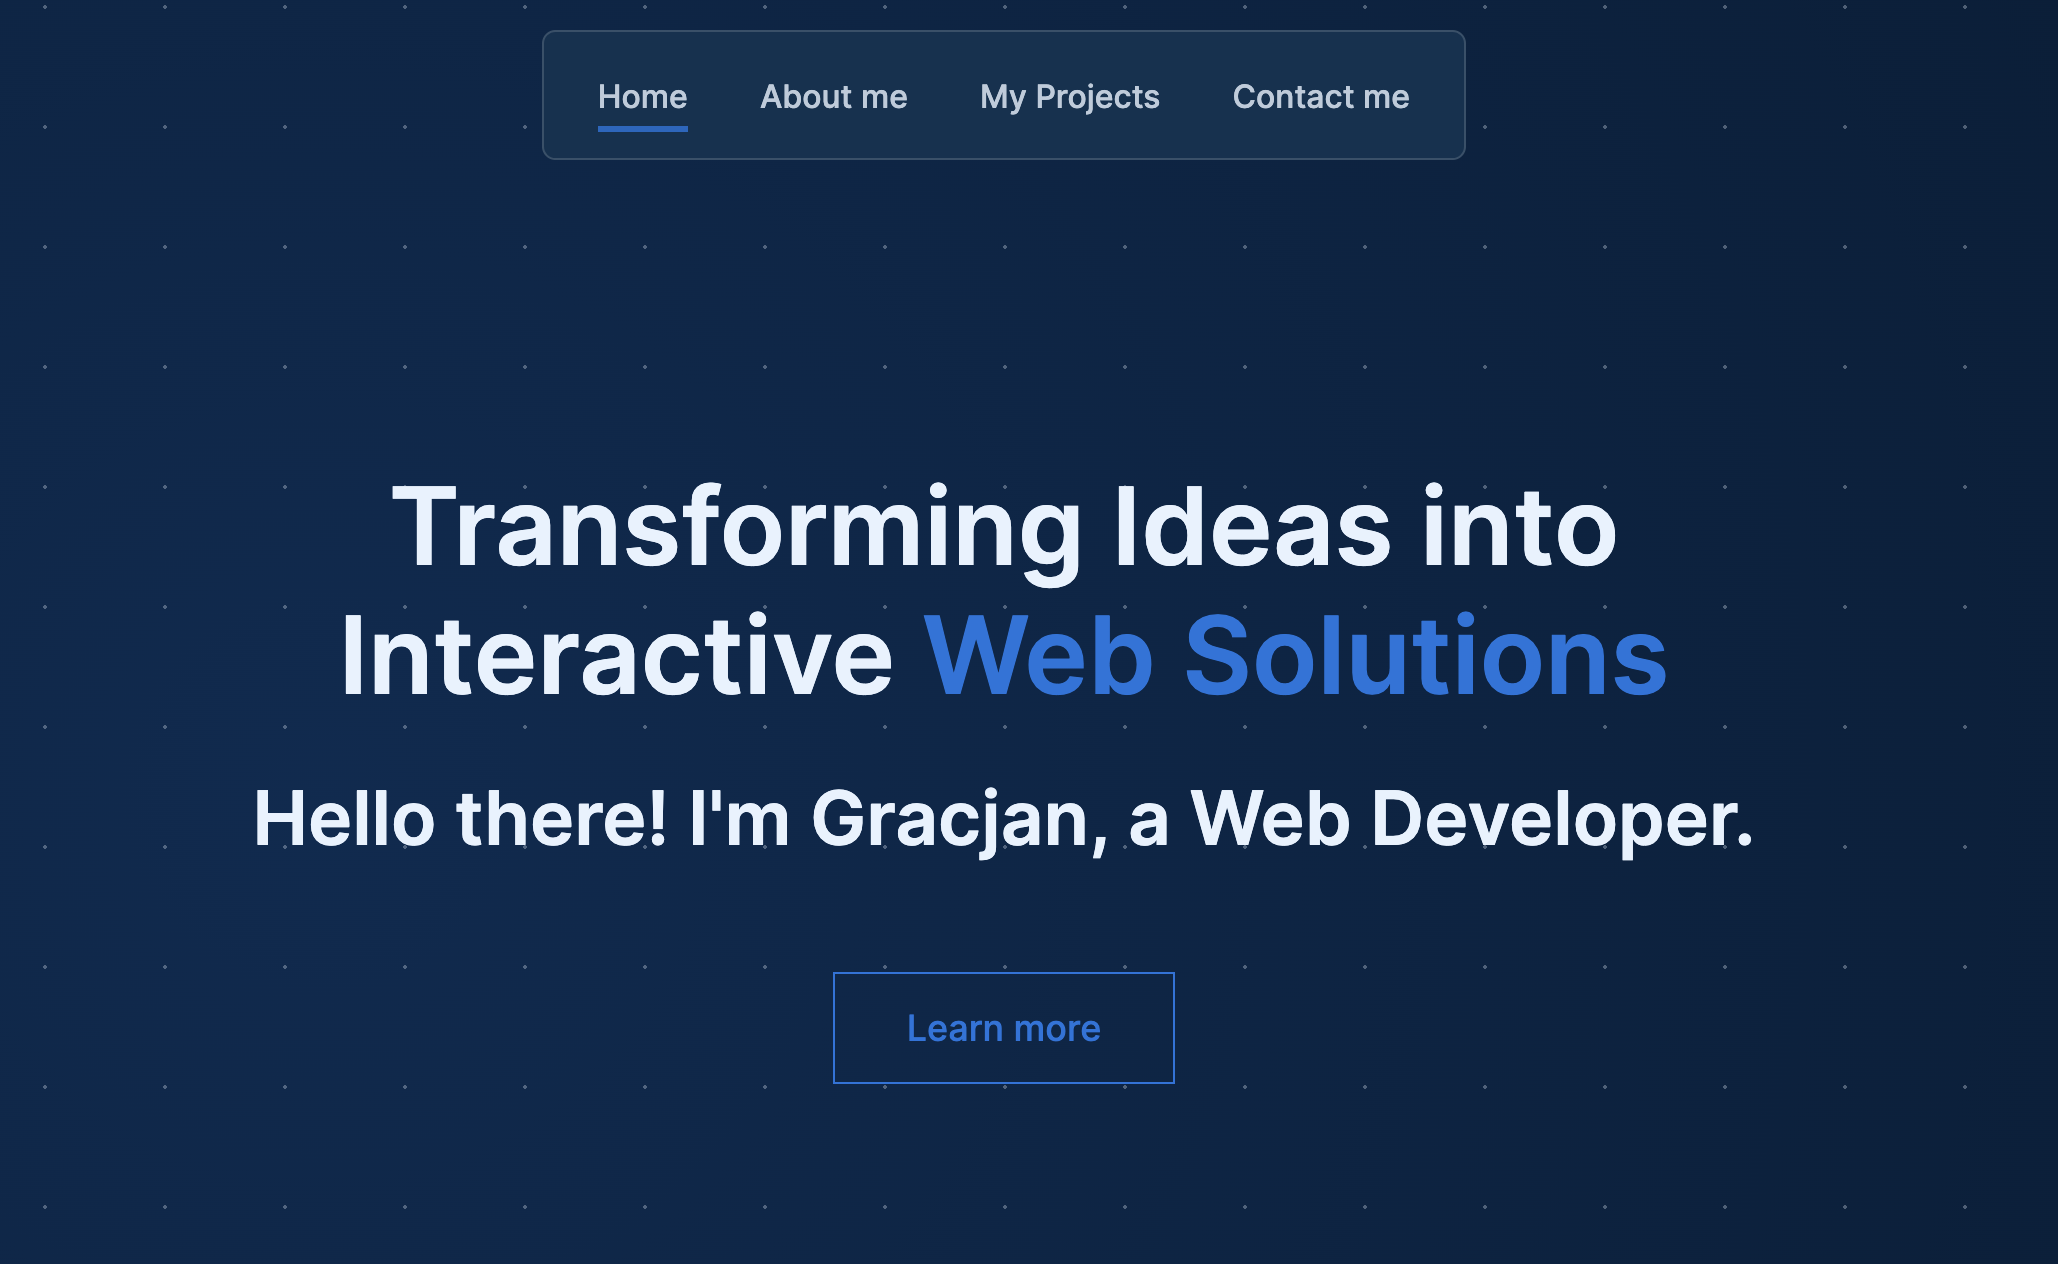 Home About me My Projects Contact me
Transforming Ideas into
Interactive Web Solutions
Hello there! I'm Gracjan, a Web Developer.
Learn more